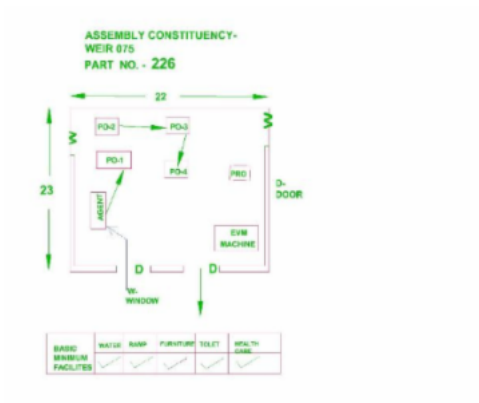 ASSEMBLY CONSTITUENCY-
WEIR 075
PART NO. - 226
22
W
PO-2
PO-3
W
PO-1
PO-4
PRO
D-
DOOR
23
AGENT
EVM
MACHINE
D
D
W-
WINDOW
BASIC
MINIMUM
FACILITES
WATER
RAMP
FURNITURE
TOILET
HEALTH
CARE